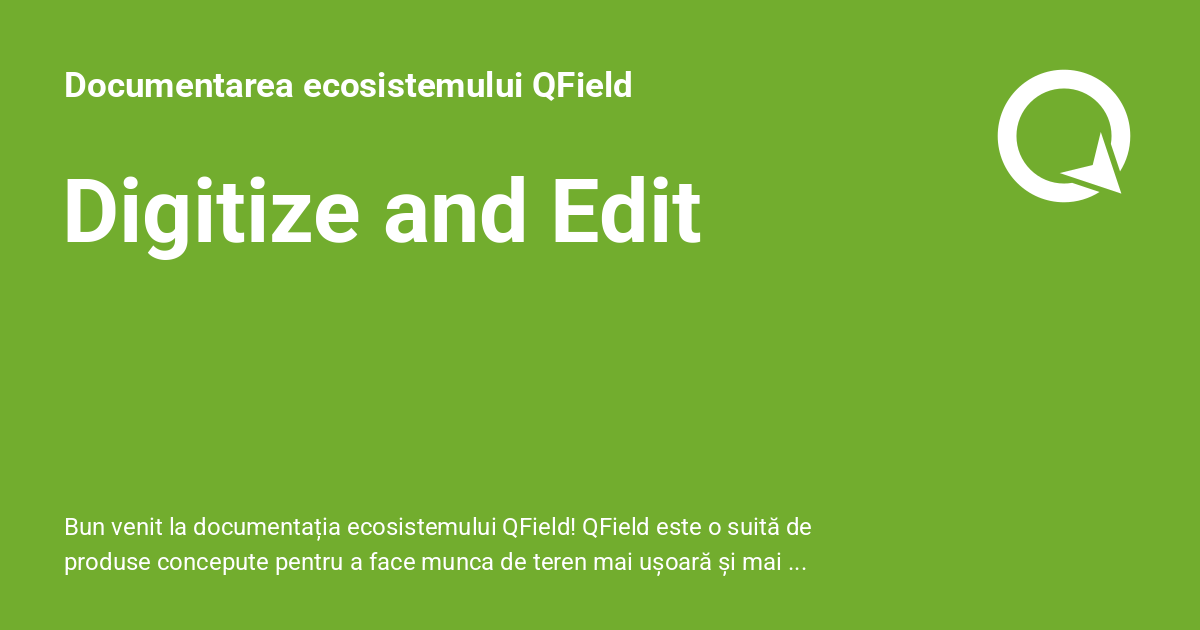 Documentarea ecosistemului QField
Digitize and Edit
Bun venit la documentația ecosistemului QField! QField este o suită de
produse concepute pentru a face munca de teren mai ușoară și mai ...